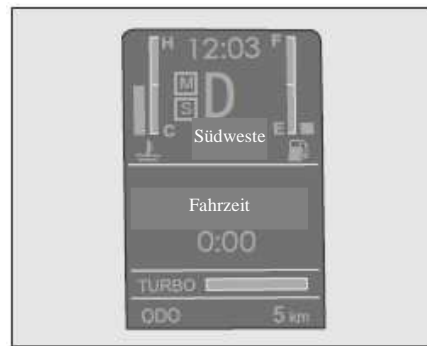 H 12:03 F
M D
S
C Südweste E
Fahrzeit
0:00
TURBO
ODO 5 km